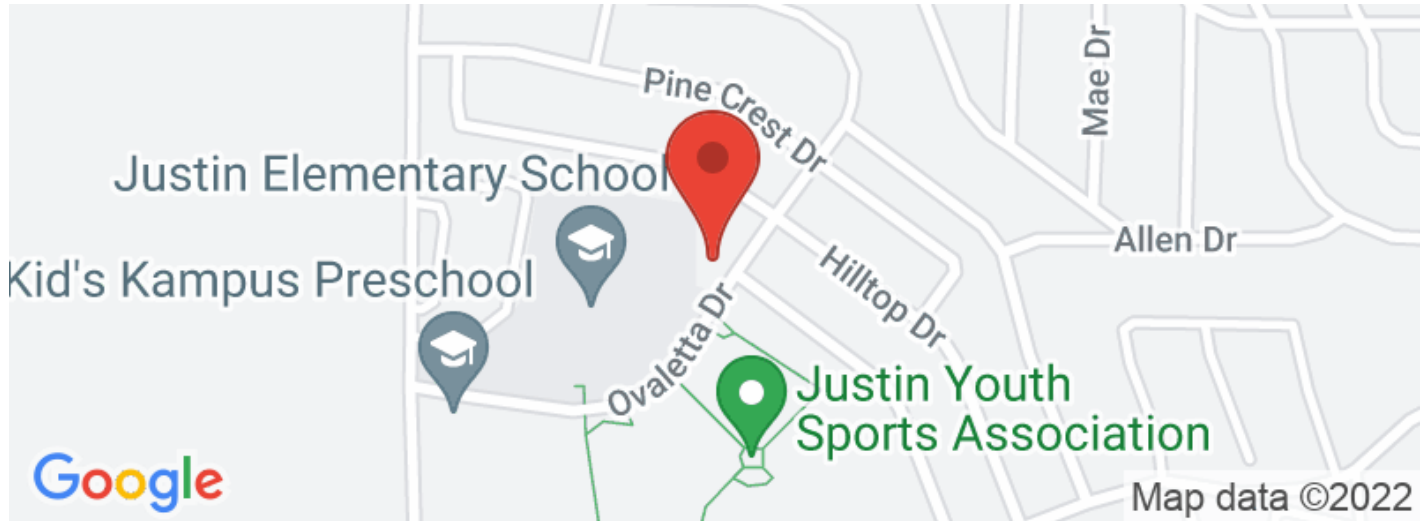 Pine Crest Dr
Mae Dr
Justin Elementary School
Allen Dr
Kid's Kampus Preschool
Hilltop Dr
Ovaletta Dr
Justin Youth
Sports Association
Google
Map data ©2022